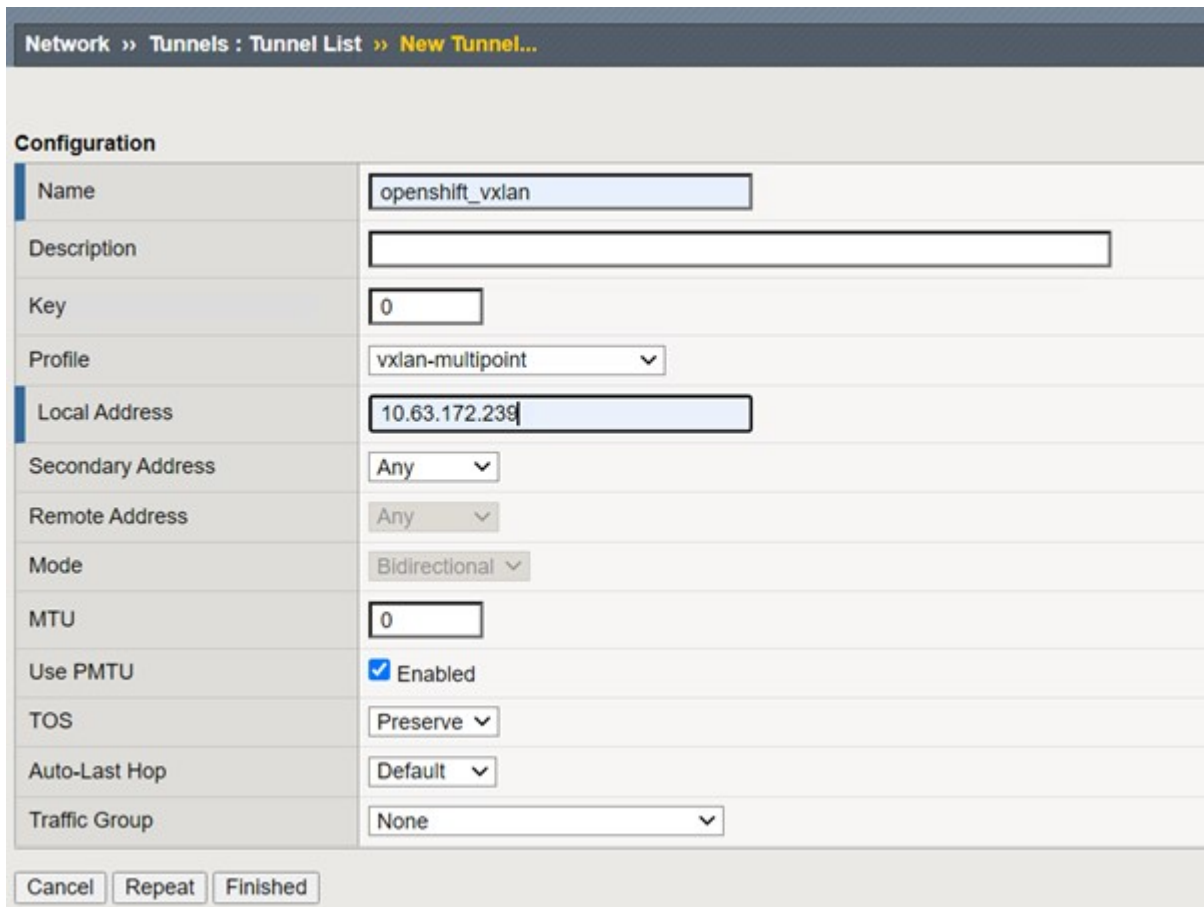 Network ›› Tunnels : Tunnel List ›› New Tunnel...
Configuration
Name openshift_vxlan
Description
Key 0
Profile vxlan-multipoint
Local Address 10.63.172.239
Secondary Address Any
Remote Address Any
Mode Bidirectional
MTU 0
Use PMTU Enabled
TOS Preserve
Auto-Last Hop Default
Traffic Group None
Cancel Repeat Finished